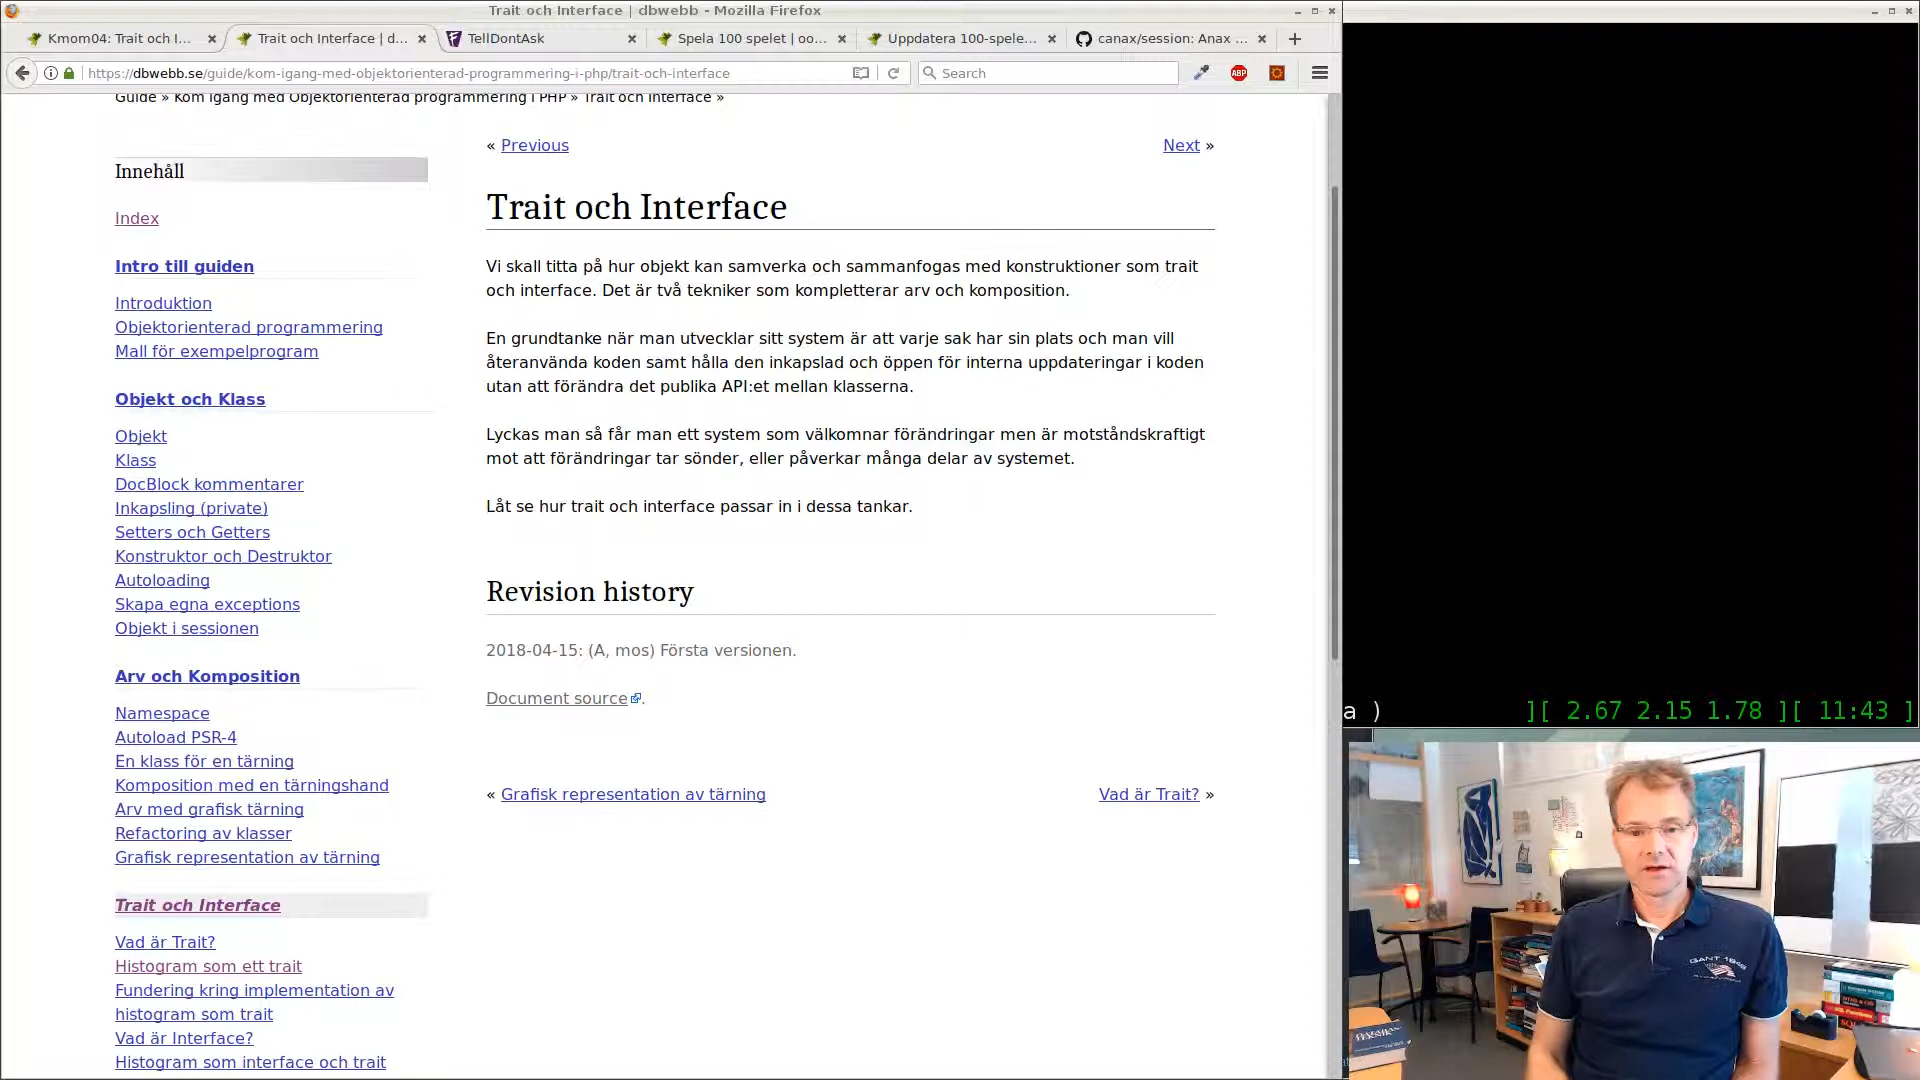 Trait och Interface | dbwebb - Mozilla Firefox
Kmom04: Trait och I...
Trait och Interface | d...
TellDontAsk
Spela 100 spelet | oo...
Uppdatera 100-spele...
canax/session: Anax ...
https://dbwebb.se/guide/kom-igang-med-objektorienterad-programmering-i-php/trait-och-interface
Search
ABP
Guide » Kom igång med Objektorienterad programmering i PHP » Trait och Interface »
« Previous
Next »
Innehåll
Index
Intro till guiden
Introduktion
Objektorienterad programmering
Mall för exempelprogram
Objekt och Klass
Objekt
Klass
DocBlock kommentarer
Inkapsling (private)
Setters och Getters
Konstruktor och Destruktor
Autoloading
Skapa egna exceptions
Objekt i sessionen
Arv och Komposition
Namespace
Autoload PSR-4
En klass för en tärning
Komposition med en tärningshand
Arv med grafisk tärning
Refactoring av klasser
Grafisk representation av tärning
Trait och Interface
Vad är Trait?
Histogram som ett trait
Fundering kring implementation av
histogram som trait
Vad är Interface?
Histogram som interface och trait
Trait och Interface
Vi skall titta på hur objekt kan samverka och sammanfogas med konstruktioner som trait
och interface. Det är två tekniker som kompletterar arv och komposition.
En grundtanke när man utvecklar sitt system är att varje sak har sin plats och man vill
återanvända koden samt hålla den inkapslad och öppen för interna uppdateringar i koden
utan att förändra det publika API:et mellan klasserna.
Lyckas man så får man ett system som välkomnar förändringar men är motståndskraftigt
mot att förändringar tar sönder, eller påverkar många delar av systemet.
Låt se hur trait och interface passar in i dessa tankar.
Revision history
2018-04-15: (A, mos) Första versionen.
Document source.
« Grafisk representation av tärning
Vad är Trait? »
a )
][ 2.67 2.15 1.78 ][ 11:43 ]
GANT 1949